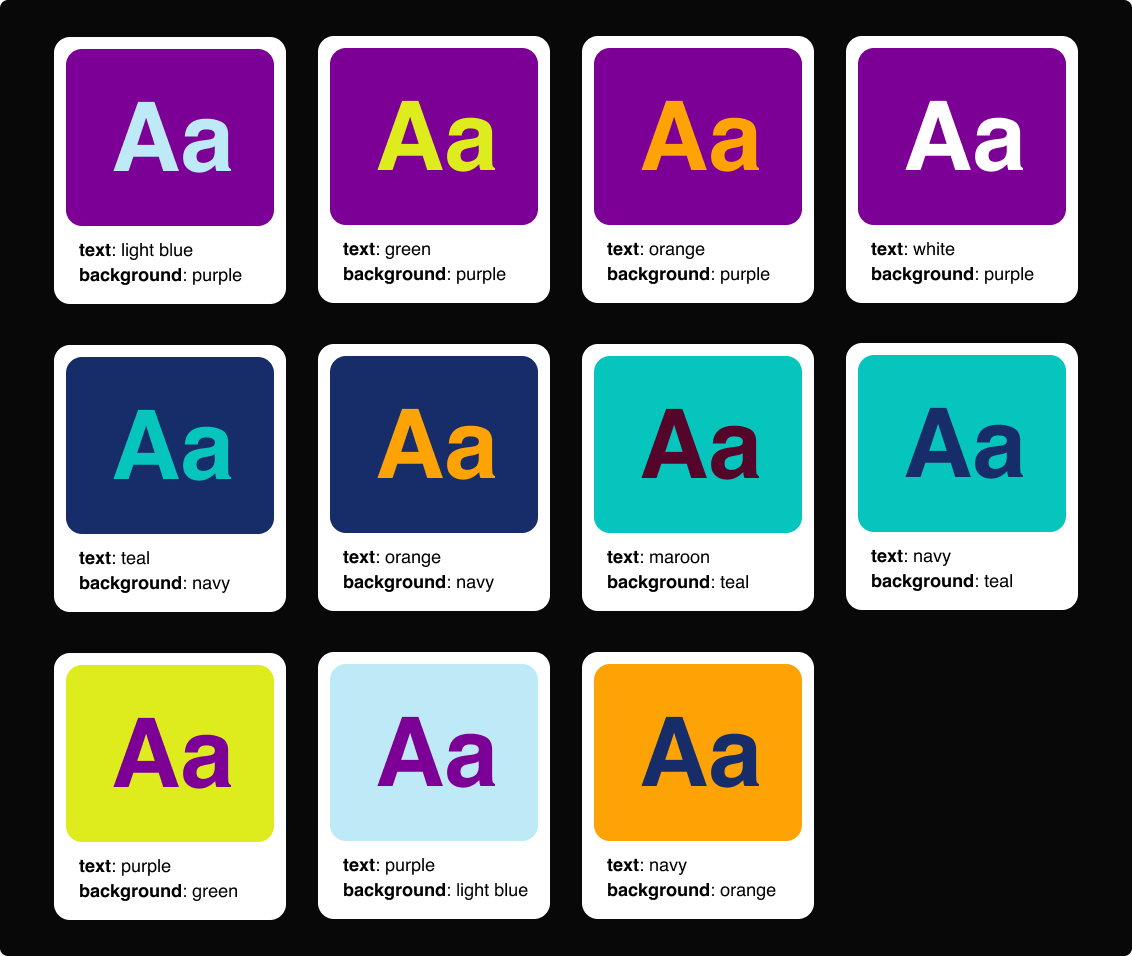 Aa
text: light blue
background: purple
Aa
text: green
background: purple
Aa
text: orange
background: purple
Aa
text: white
background: purple
Aa
text: teal
background: navy
Aa
text: orange
background: navy
Aa
text: maroon
background: teal
Aa
text: navy
background: teal
Aa
text: purple
background: green
Aa
text: purple
background: light blue
Aa
text: navy
background: orange